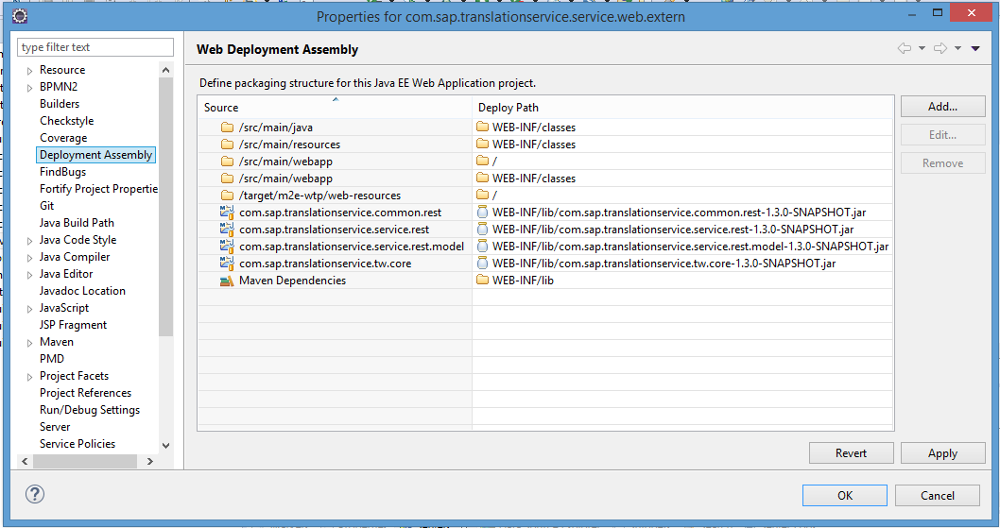 Properties for com.sap.translationservice.service.web.extern
type filter text
Resource
BPMN2
Builders
Checkstyle
Coverage
Deployment Assembly
FindBugs
Fortify Project Propertie
Git
Java Build Path
Java Code Style
Java Compiler
Java Editor
Javadoc Location
JavaScript
JSP Fragment
Maven
PMD
Project Facets
Project References
Run/Debug Settings
Server
Service Policies
Web Deployment Assembly
Define packaging structure for this Java EE Web Application project.
Source Deploy Path
/src/main/java WEB-INF/classes
/src/main/resources WEB-INF/classes
/src/main/webapp /
/src/main/webapp WEB-INF/classes
/target/m2e-wtp/web-resources /
com.sap.translationservice.common.rest WEB-INF/lib/com.sap.translationservice.common.rest-1.3.0-SNAPSHOT.jar
com.sap.translationservice.service.rest WEB-INF/lib/com.sap.translationservice.service.rest-1.3.0-SNAPSHOT.jar
com.sap.translationservice.service.rest.model WEB-INF/lib/com.sap.translationservice.service.rest.model-1.3.0-SNAPSHOT.jar
com.sap.translationservice.tw.core WEB-INF/lib/com.sap.translationservice.tw.core-1.3.0-SNAPSHOT.jar
Maven Dependencies WEB-INF/lib
Add...
Edit...
Remove
Revert Apply
OK Cancel